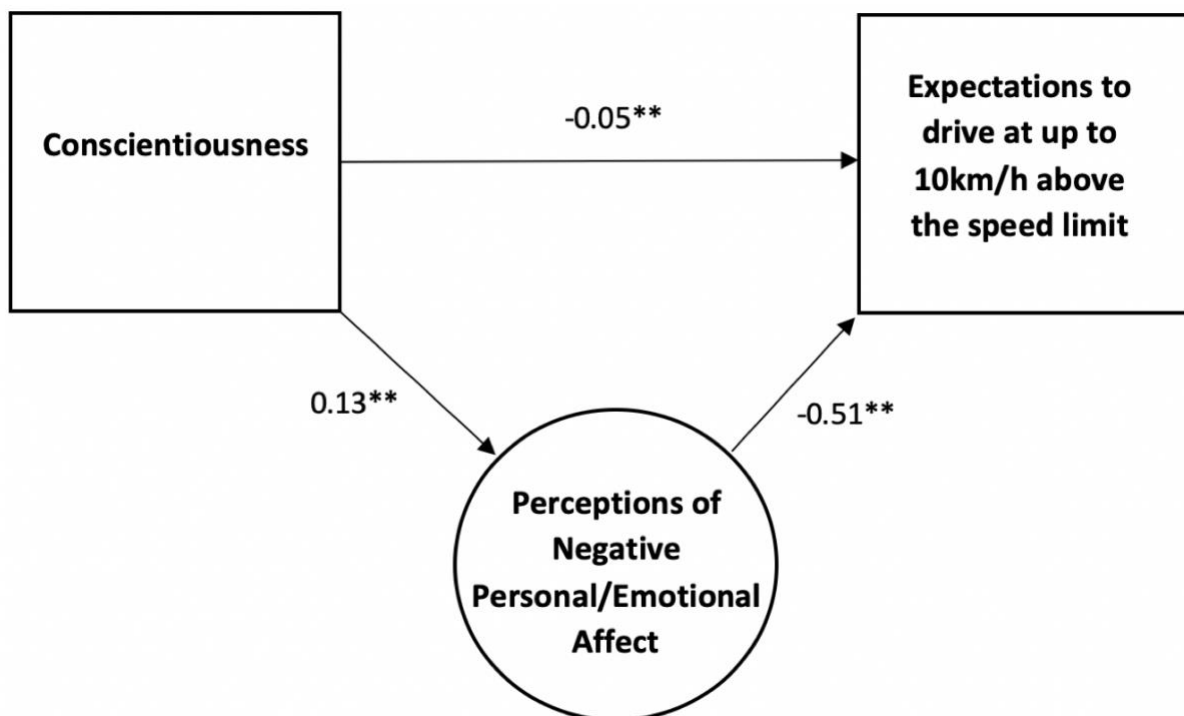 Conscientiousness
-0.05**
Expectations to
drive at up to
10km/h above
the speed limit
0.13**
-0.51**
Perceptions of
Negative
Personal/Emotional
Affect